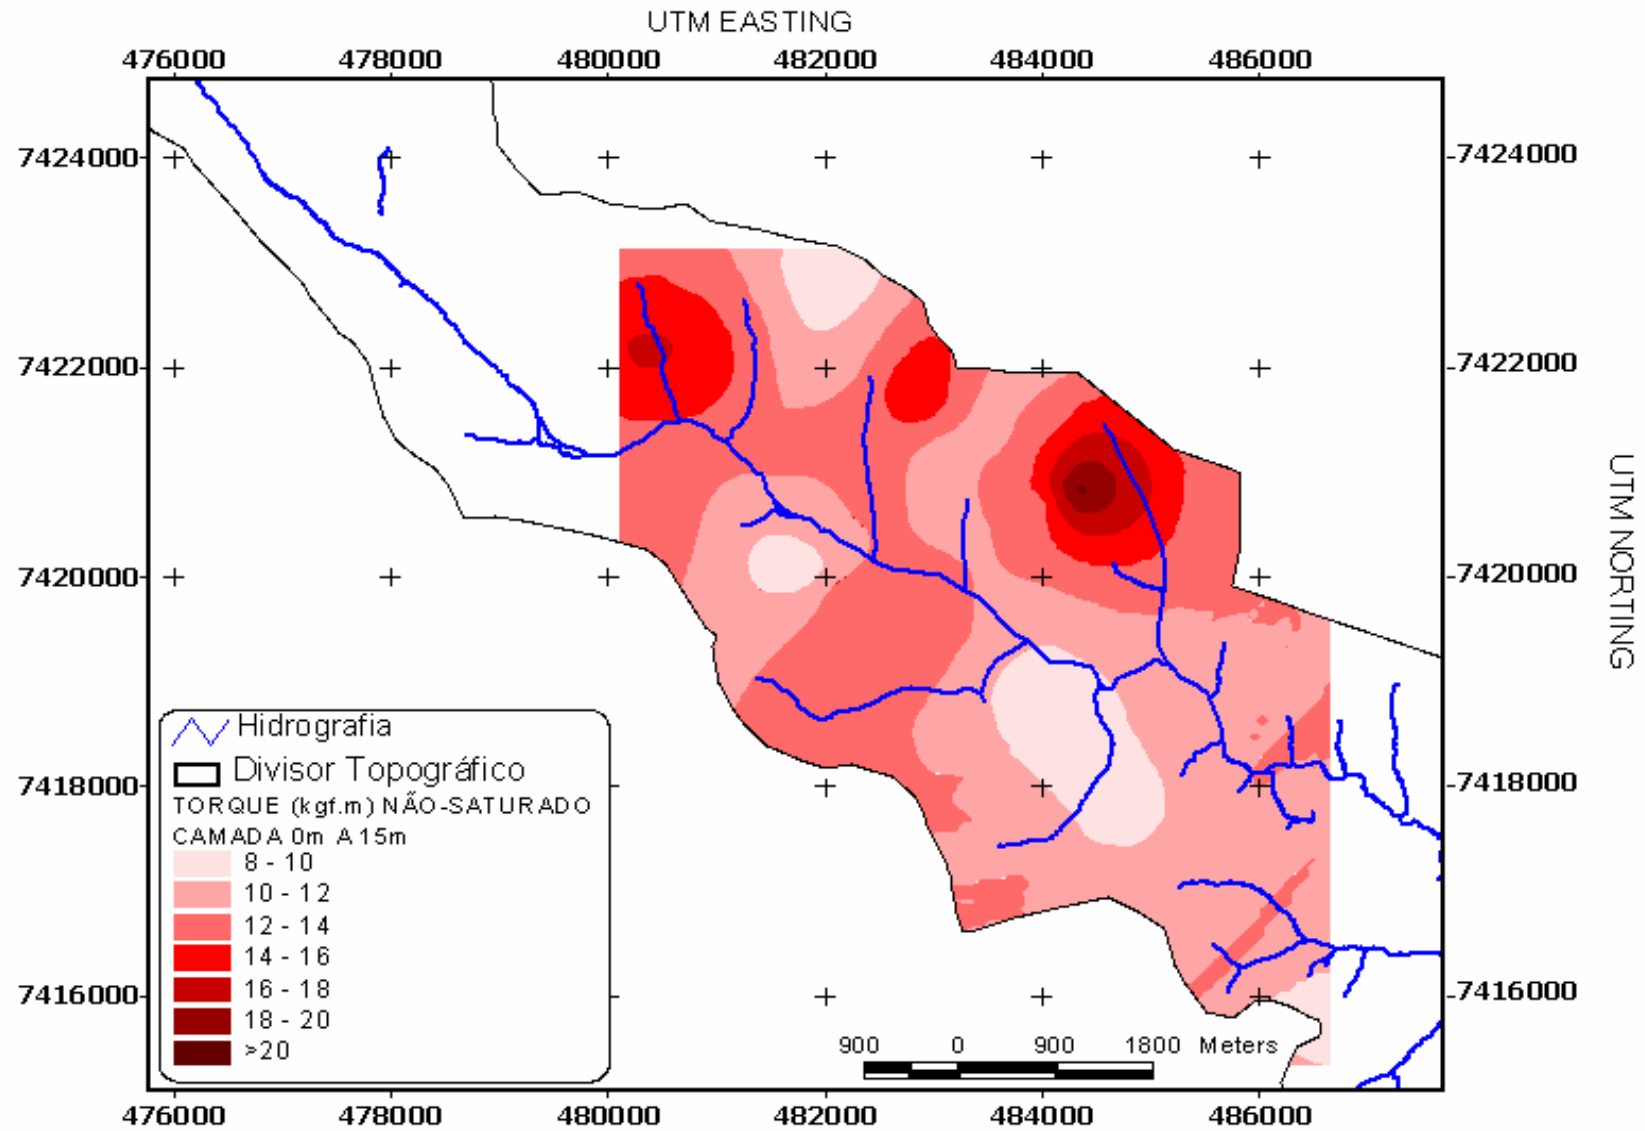 UTM EASTING
476000 478000 480000 482000 484000 486000
7424000 7424000
7422000 7422000
7420000 7420000
7418000 7418000
7416000 7416000
UTM NORTING
Hidrografia
Divisor Topográfico
TORQUE (kgf.m) NÃO-SATURADO
CAMADA 0m A 15m
8 - 10
10 - 12
12 - 14
14 - 16
16 - 18
18 - 20
>20
900 0 900 1800 Meters
476000 478000 480000 482000 484000 486000